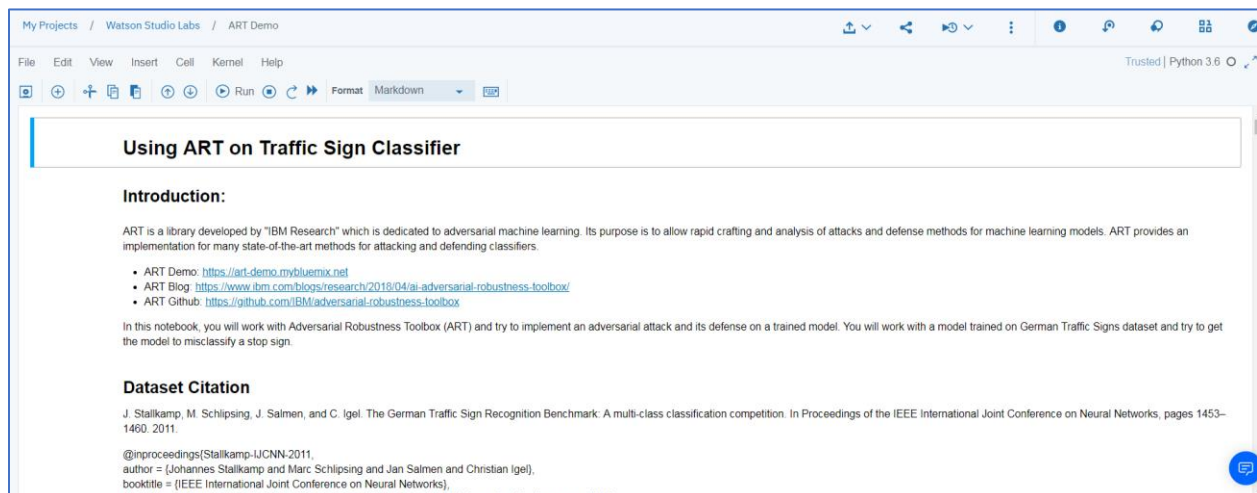 My Projects / Watson Studio Labs / ART Demo
File Edit View Insert Cell Kernel Help
Trusted | Python 3.6
Run Format Markdown
Using ART on Traffic Sign Classifier
Introduction:
ART is a library developed by "IBM Research" which is dedicated to adversarial machine learning. Its purpose is to allow rapid crafting and analysis of attacks and defense methods for machine learning models. ART provides an
implementation for many state-of-the-art methods for attacking and defending classifiers.
• ART Demo: https://art-demo.mybluemix.net
• ART Blog: https://www.ibm.com/blogs/research/2018/04/ai-adversarial-robustness-toolbox/
• ART Github: https://github.com/IBM/adversarial-robustness-toolbox
In this notebook, you will work with Adversarial Robustness Toolbox (ART) and try to implement an adversarial attack and its defense on a trained model. You will work with a model trained on German Traffic Signs dataset and try to get
the model to misclassify a stop sign.
Dataset Citation
J. Stallkamp, M. Schlipsing, J. Salmen, and C. Igel. The German Traffic Sign Recognition Benchmark: A multi-class classification competition. In Proceedings of the IEEE International Joint Conference on Neural Networks, pages 1453–
1460. 2011.
@inproceedings{Stallkamp-IJCNN-2011,
author = {Johannes Stallkamp and Marc Schlipsing and Jan Salmen and Christian Igel},
booktitle = {IEEE International Joint Conference on Neural Networks},